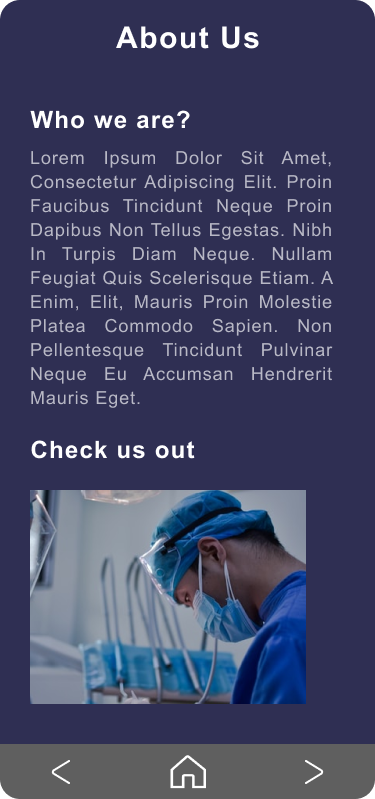 About Us
Who we are?
Lorem Ipsum Dolor Sit Amet,
Consectetur Adipiscing Elit. Proin
Faucibus Tincidunt Neque Proin
Dapibus Non Tellus Egestas. Nibh
In Turpis Diam Neque. Nullam
Feugiat Quis Scelerisque Etiam. A
Enim, Elit, Mauris Proin Molestie
Platea Commodo Sapien. Non
Pellentesque Tincidunt Pulvinar
Neque Eu Accumsan Hendrerit
Mauris Eget.
Check us out